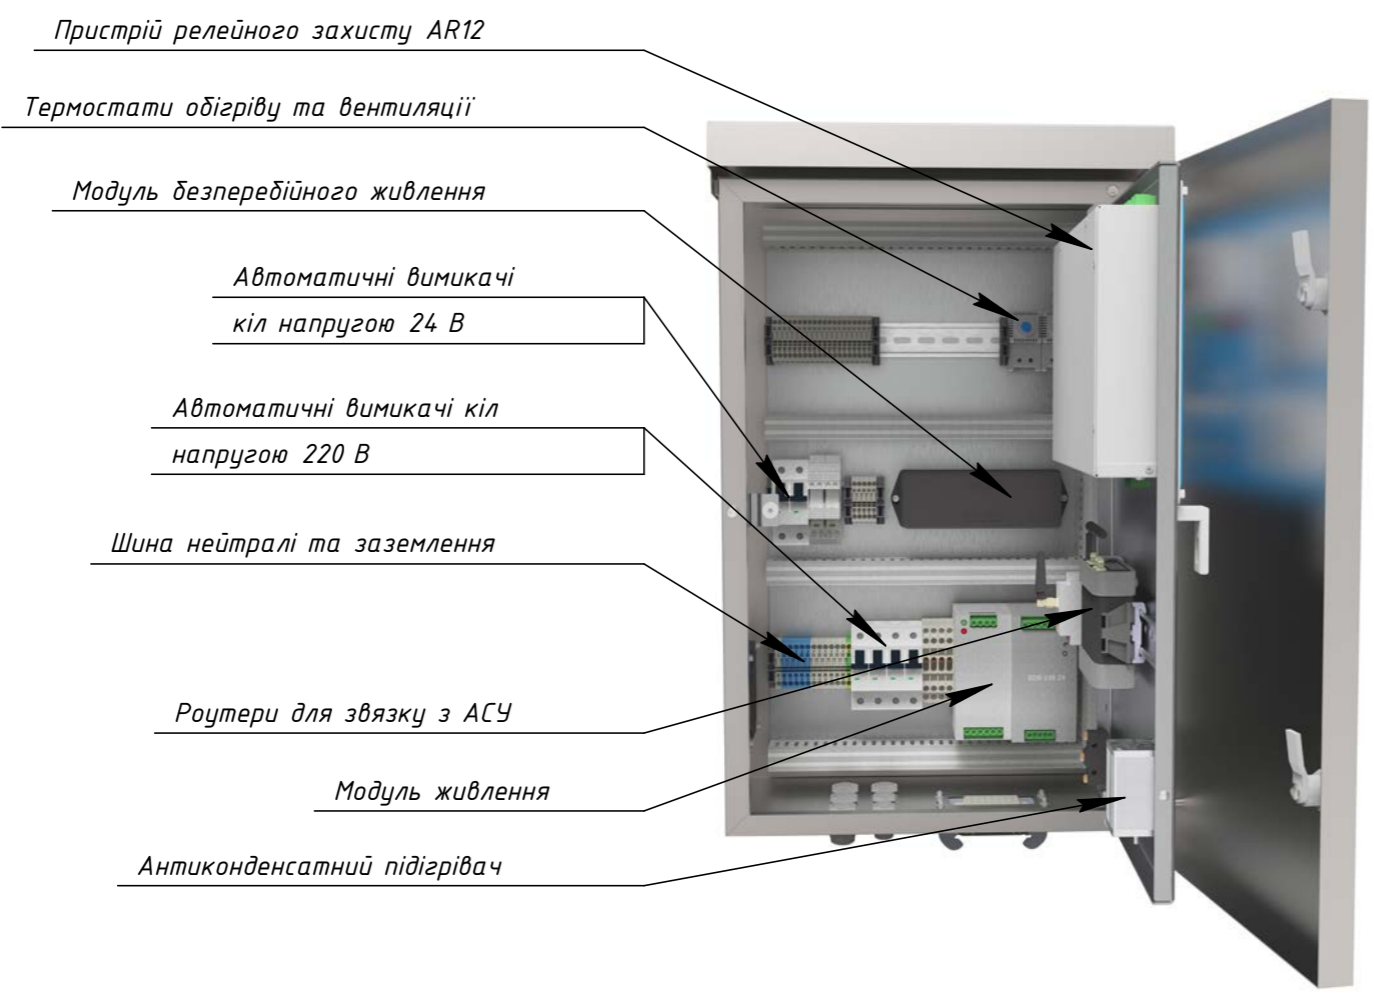 Пристрій релейного захисту AR12
Термостати обігріву та вентиляції
Модуль безперебійного живлення
Автоматичні вимикачі
кіл напругою 24 В
Автоматичні вимикачі кіл
напругою 220 В
Шина нейтралі та заземлення
Роутери для звязку з АСУ
Модуль живлення
Антиконденсатний підігрівач